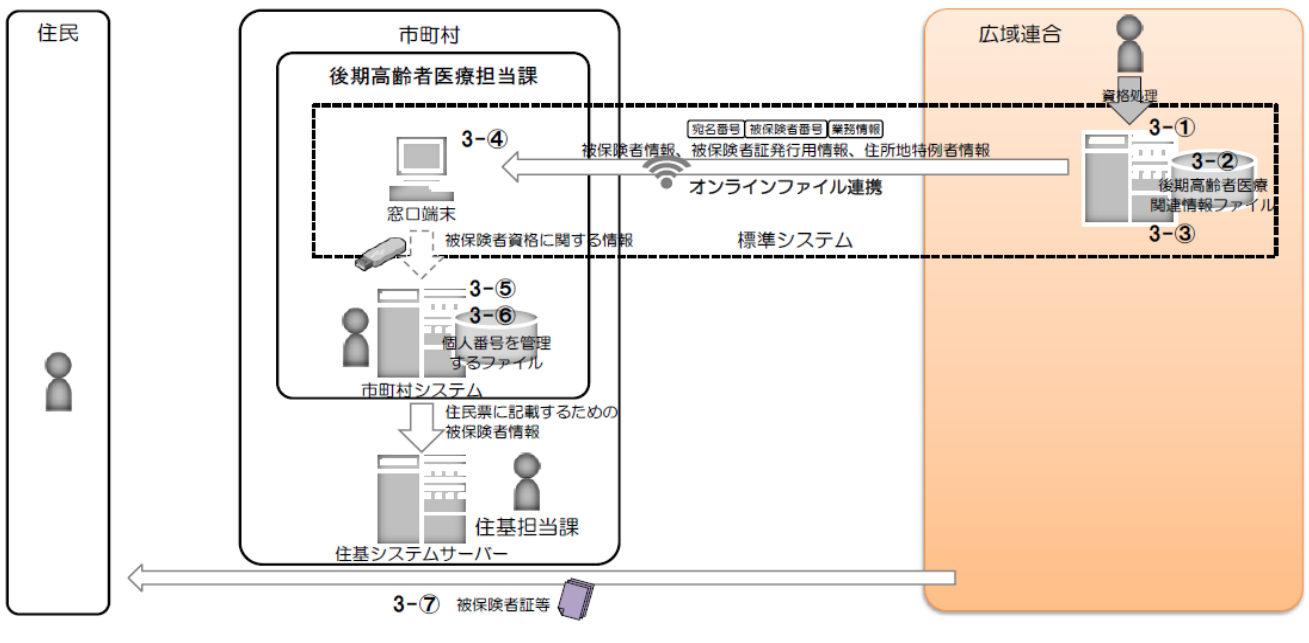 住民
市町村
広域連合
後期高齢者医療担当課
資格処理
3-①
3-②
後期高齢者医療
関連情報ファイル
3-③
宛名番号 被保険者番号 業務情報
被保険者情報、被保険者証発行用情報、住所地特例者情報
オンラインファイル連携
標準システム
3-④
窓口端末
被保険者資格に関する情報
3-⑤
3-⑥
個人番号を管理
するファイル
市町村システム
住民票に記載するための
被保険者情報
住基担当課
住基システムサーバー
3-⑦ 被保険者証等